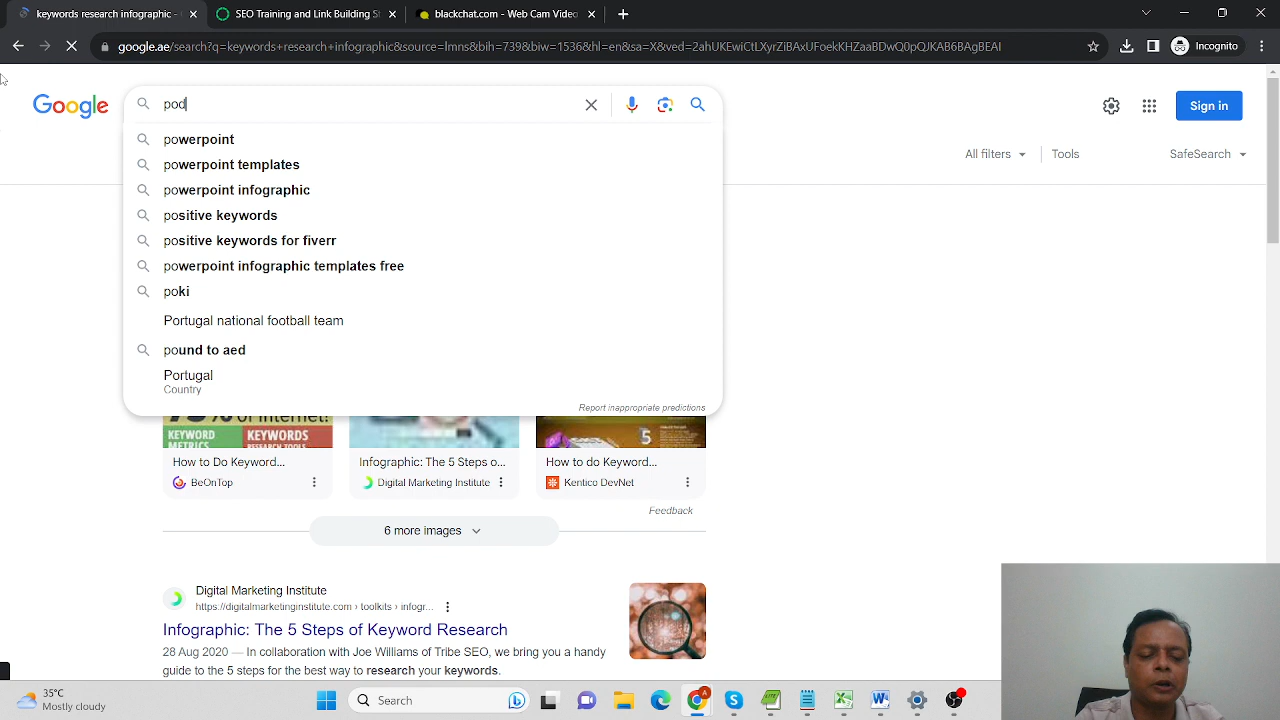 keywords research infographic -
SEO Training and Link Building S
blackchat.com - Web Cam Video
google.ae/search?q=keywords+research+infographic&source=lmns&bih=739&biw=1536&hl=en&sa=X&ved=2ahUKEwiCtLXyrZiBAxUFoekKHZaaBDwQ0pQJKAB6BAgBEAI
Incognito
Google
pod
Sign in
powerpoint
powerpoint templates
powerpoint infographic
positive keywords
positive keywords for fiverr
powerpoint infographic templates free
poki
Portugal national football team
pound to aed
Portugal
Country
Report inappropriate predictions
All filters
Tools
SafeSearch
75% of Internet!
KEYWORD METRICS
KEYWORDS RESEARCH TOOLS
5
How to Do Keyword...
BeOnTop
Infographic: The 5 Steps o...
Digital Marketing Institute
How to do Keyword...
Kentico DevNet
Feedback
6 more images
Digital Marketing Institute
https://digitalmarketinginstitute.com › toolkits › infogr...
Infographic: The 5 Steps of Keyword Research
28 Aug 2020 — In collaboration with Joe Williams of Tribe SEO, we bring you a handy
guide to the 5 steps for the best way to research your keywords.
35°C
Mostly cloudy
Search